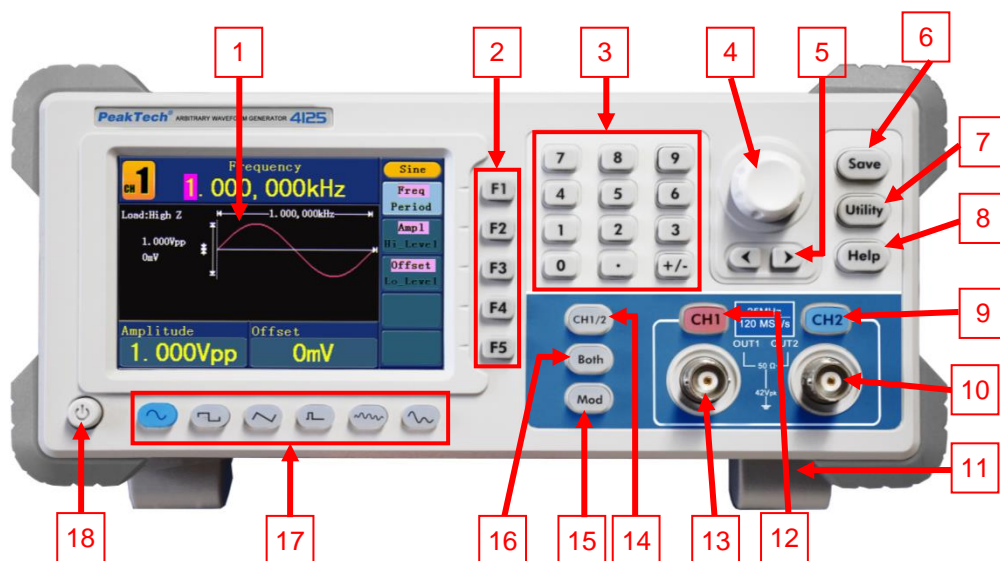 1
2
3
4
5
6
7
8
9
10
11
12
13
14
15
16
17
18
PeakTech® ARBITRARY WAVEFORM GENERATOR 4125
CH 1
Frequency
1.000,000kHz
Load:High Z
1.000,000kHz
1.000Vpp
0mV
Amplitude
1.000Vpp
Offset
0mV
Sine
Freq
Period
Ampl
Hi_Level
Offset
Lo_Level
F1
F2
F3
F4
F5
7 8 9
4 5 6
1 2 3
0 . +/-
Save
Utility
Help
CH1/2
Both
Mod
CH1
120 MSa/s
CH2
OUT1 OUT2
50 Ω
42Vpk